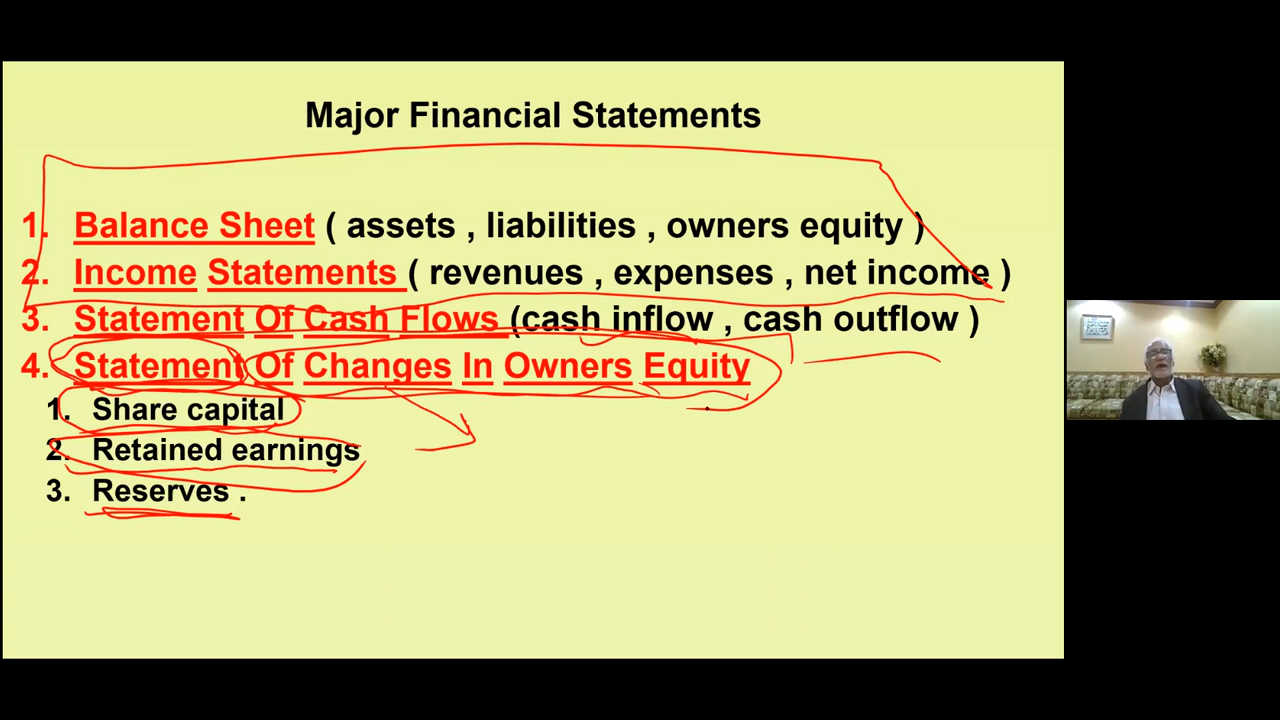 Major Financial Statements
1. Balance Sheet ( assets , liabilities , owners equity )
2. Income Statements ( revenues , expenses , net income )
3. Statement Of Cash Flows (cash inflow , cash outflow )
4. Statement Of Changes In Owners Equity
1. Share capital
2. Retained earnings
3. Reserves .